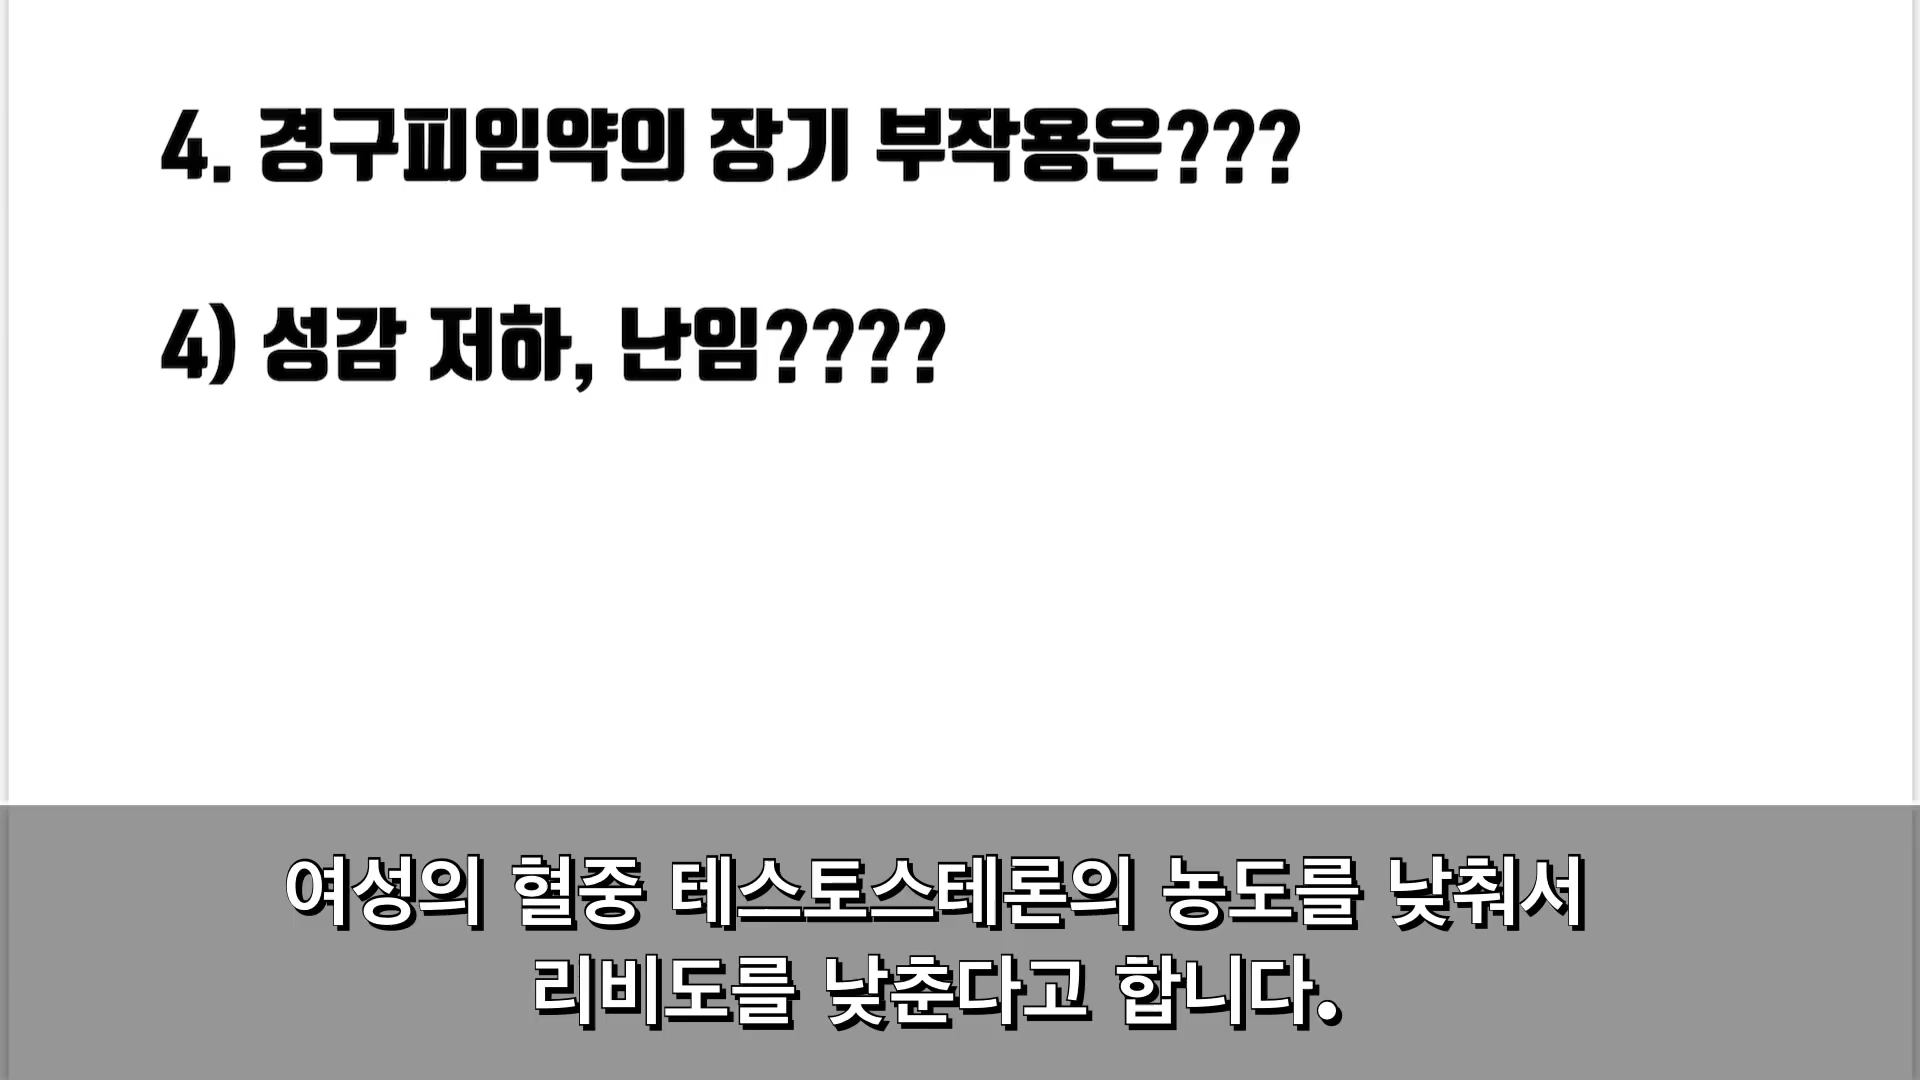 4. 경구피임약의 장기 부작용은???
4) 성감 저하, 난임????
여성의 혈중 테스토스테론의 농도를 낮춰서
리비도를 낮춘다고 합니다.